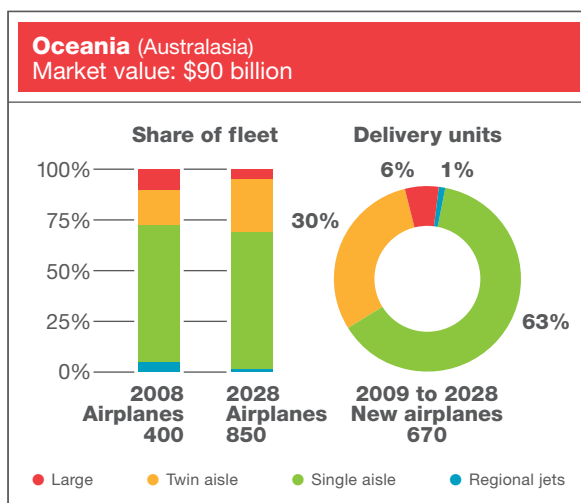 Oceania (Australasia)
Market value: $90 billion
Share of fleet
Delivery units
100%
75%
50%
25%
0%
6%
1%
30%
63%
2008
Airplanes
400
2028
Airplanes
850
2009 to 2028
New airplanes
670
Large
Twin aisle
Single aisle
Regional jets